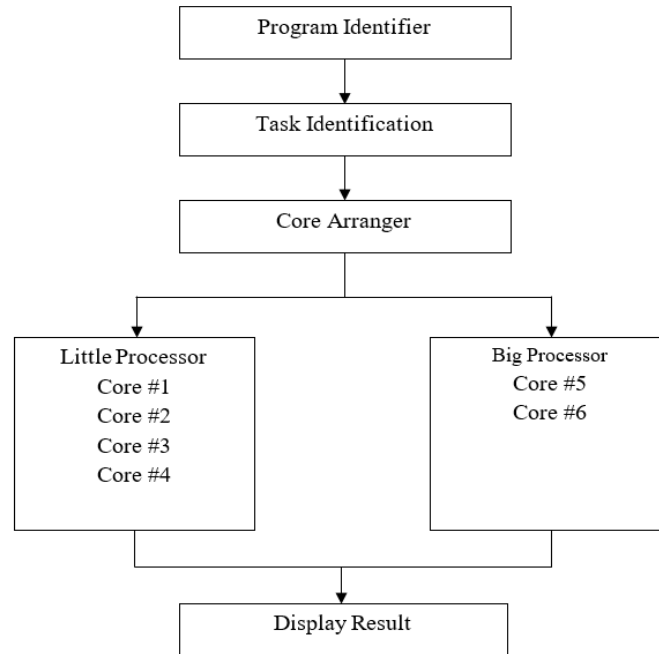 Program Identifier
Task Identification
Core Arranger
Little Processor
Core #1
Core #2
Core #3
Core #4
Big Processor
Core #5
Core #6
Display Result